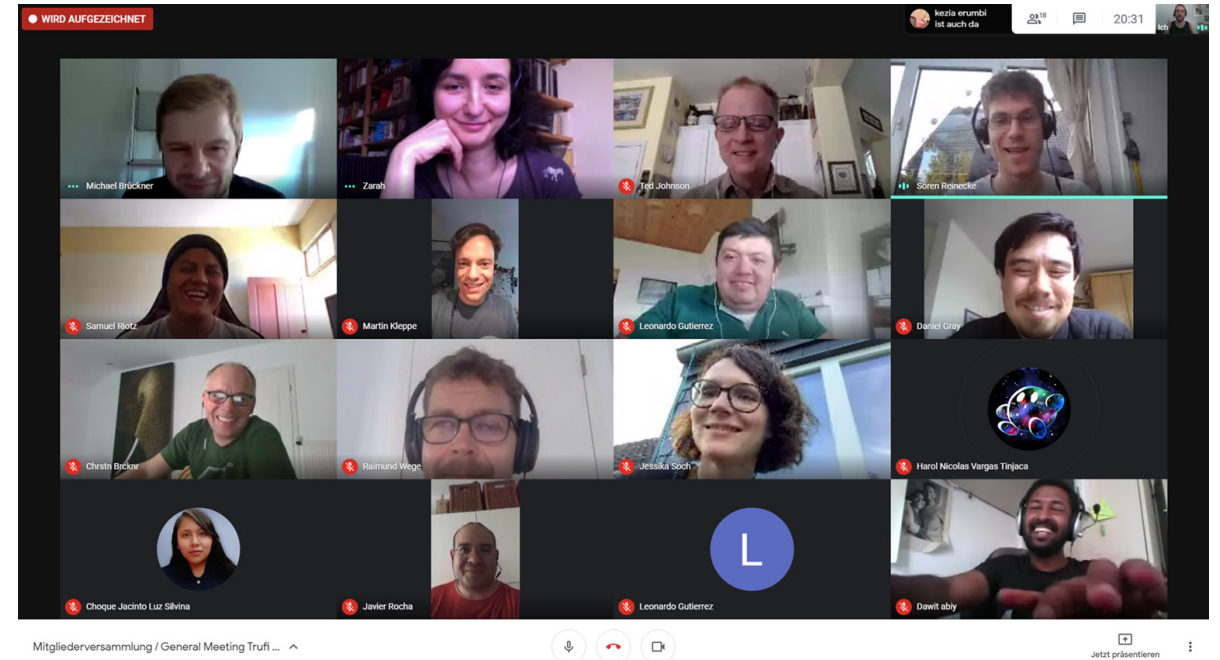 WIRD AUFGEZEICHNET
kezia erumbi
ist auch da
18
20:31
Ich
Michael Brückner
Zarah
Ted Johnson
Sören Reinecke
Samuel Riotz
Martin Kleppe
Leonardo Gutierrez
Daniel Gray
Chrstn Brcknr
Raimund Wege
Jessika Soch
Harol Nicolas Vargas Tinjaca
Choque Jacinto Luz Silvina
Javier Rocha
L
Leonardo Gutierrez
Dawit abiy
Mitgliederversammlung / General Meeting Trufi ...
Jetzt präsentieren